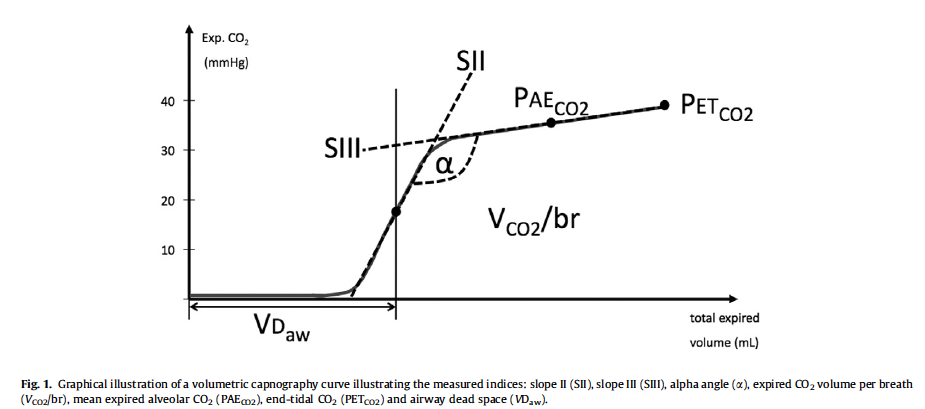 Exp. CO2
(mmHg)
SII
40
PAECO2
PETCO2
30
SIII
α
20
VCO2/br
10
total expired
volume (mL)
VDaw
Fig. 1. Graphical illustration of a volumetric capnography curve illustrating the measured indices: slope II (SII), slope III (SIII), alpha angle (α), expired CO2 volume per breath
(VCO2/br), mean expired alveolar CO2 (PAECO2), end-tidal CO2 (PETCO2) and airway dead space (VDaw).